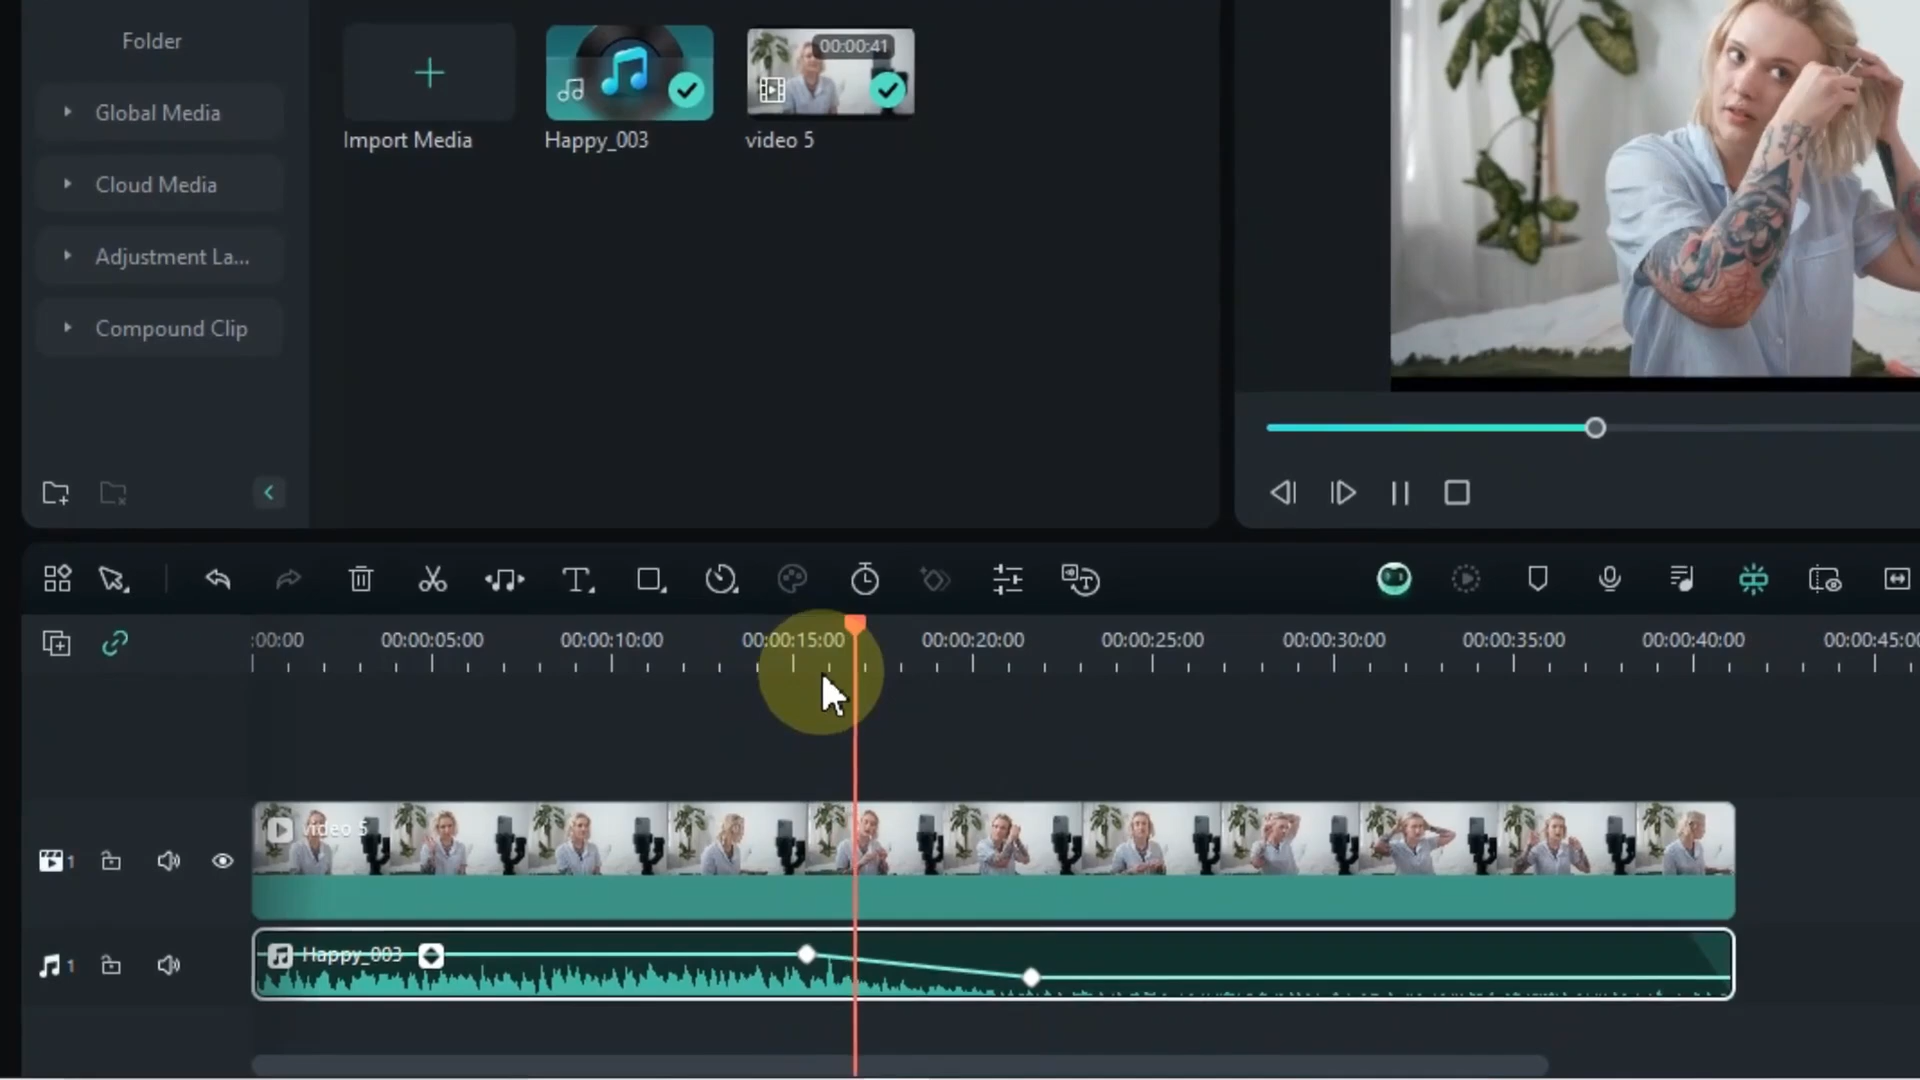 Folder
Global Media
Cloud Media
Adjustment La...
Compound Clip
Import Media
Happy_003
00:00:41
video 5
:00:00
00:00:05:00
00:00:10:00
00:00:15:00
00:00:20:00
00:00:25:00
00:00:30:00
00:00:35:00
00:00:40:00
00:00:45:00
video 5
1
Happy_003
1